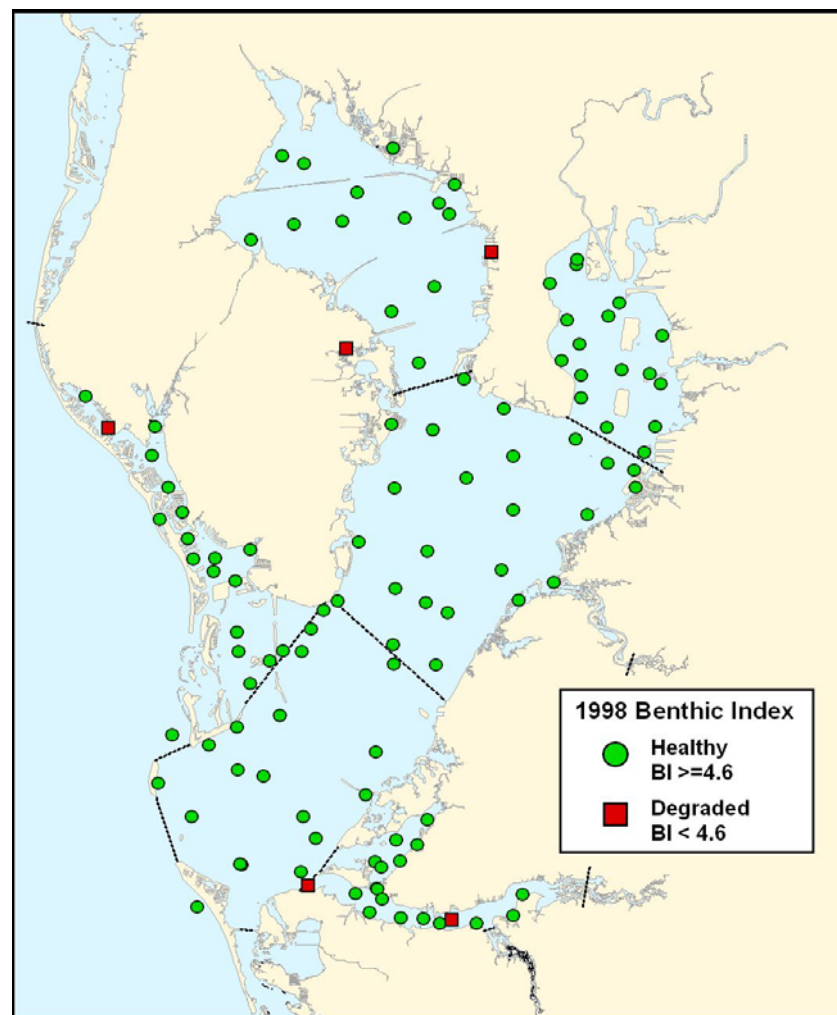 1998 Benthic Index
Healthy
BI >=4.6
Degraded
BI < 4.6